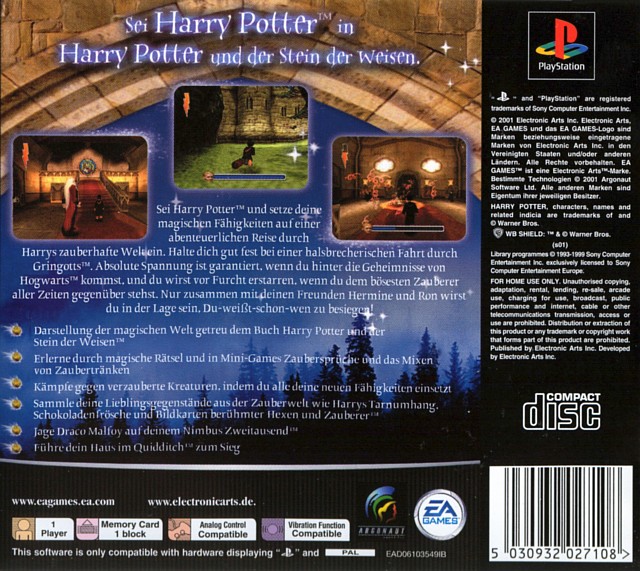 Sei Harry Potter™ in
Harry Potter und der Stein der Weisen.
Sei Harry Potter™ und setze deine
magischen Fähigkeiten auf einer
abenteuerlichen Reise durch
Harrys zauberhafte Welt ein. Halte dich gut fest bei einer halsbrecherischen Fahrt durch
Gringotts™. Absolute Spannung ist garantiert, wenn du hinter die Geheimnisse von
Hogwarts™ kommst, und du wirst vor Furcht erstarren, wenn du dem bösesten Zauberer
aller Zeiten gegenüber stehst. Nur zusammen mit deinen Freunden Hermine und Ron wirst
du in der Lage sein, Du-weißt-schon-wen zu besiegen!
Darstellung der magischen Welt getreu dem Buch Harry Potter und der
Stein der Weisen™
Erlerne durch magische Rätsel und in Mini-Games Zaubersprüche und das Mixen
von Zaubertränken
Kämpfe gegen verzauberte Kreaturen, indem du alle deine neuen Fähigkeiten einsetzt
Sammle deine Lieblingsgegenstände aus der Zauberwelt wie Harrys Tarnumhang,
Schokoladenfrösche und Bildkarten berühmter Hexen und Zauberer™
Jage Draco Malfoy auf deinem Nimbus Zweitausend™
Führe dein Haus im Quidditch™ zum Sieg
www.eagames.ea.com www.electronicarts.de.
1
Player
Memory Card
1 block
Analog Control
Compatible
Vibration Function
Compatible
ARGONAUT
EA
GAMES™
This software is only compatible with hardware displaying " " and PAL
EAD06103549IB
PlayStation
" " and "PlayStation" are registered
trademarks of Sony Computer Entertainment Inc.
© 2001 Electronic Arts Inc. Electronic Arts,
EA GAMES und das EA GAMES-Logo sind
Marken beziehungsweise eingetragene
Marken von Electronic Arts Inc. in den
Vereinigten Staaten und/oder anderen
Ländern. Alle Rechte vorbehalten. EA
GAMES™ ist eine Electronic Arts™-Marke.
Bestimmte Technologien © 2001 Argonaut
Software Ltd. Alle anderen Marken sind
Eigentum ihrer jeweiligen Besitzer.
HARRY POTTER, characters, names and
related indicia are trademarks of and
© Warner Bros.
WB SHIELD: ™ & © Warner Bros.
(s01)
Library programmes © 1993-1999 Sony Computer
Entertainment Inc. exclusively licensed to Sony
Computer Entertainment Europe.
FOR HOME USE ONLY. Unauthorised copying,
adaptation, rental, lending, re-sale, arcade
use, charging for use, broadcast, public
performance and internet, cable or other
telecommunications transmission, access or
use are prohibited. Distribution or extraction of
this product or any trademark or copyright work
that forms part of this product are prohibited.
Published by Electronic Arts Inc. Developed
by Electronic Arts Inc.
COMPACT
disc
5 030932 027108 >